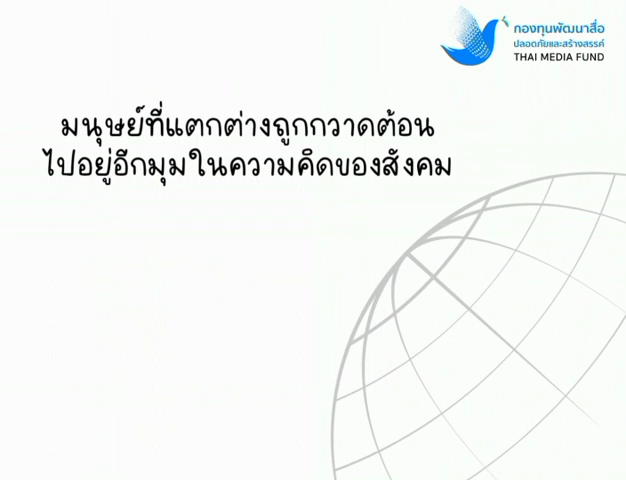 กองทุนพัฒนาสื่อ
ปลอดภัยและสร้างสรรค์
THAI MEDIA FUND
มนุษย์ที่แตกต่างถูกกวาดต้อน
ไปอยู่อีกมุมในความคิดของสังคม